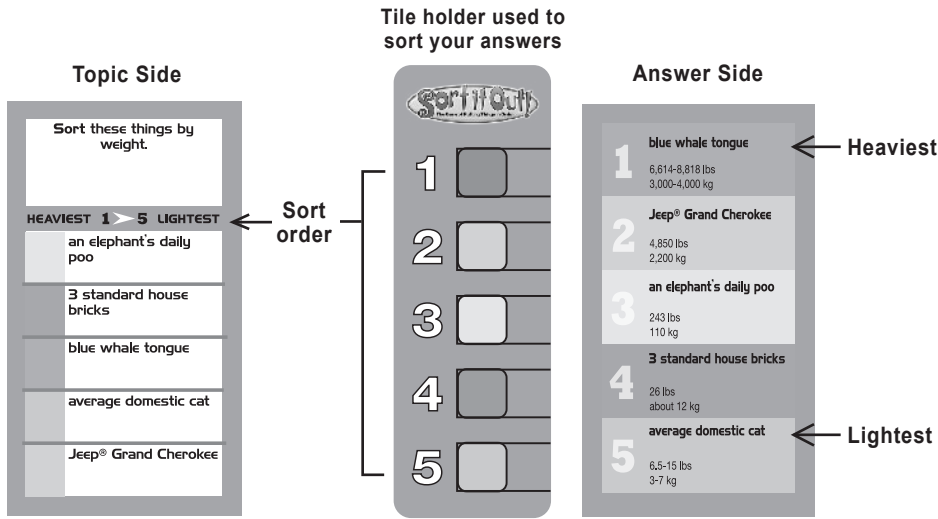 Tile holder used to
sort your answers
Topic Side
Sort these things by
weight.
HEAVIEST 1 > 5 LIGHTEST
an elephant's daily
poo
3 standard house
bricks
blue whale tongue
average domestic cat
Jeep® Grand Cherokee
Sort
order
Sort it Out!
1
2
3
4
5
Answer Side
1 blue whale tongue
6,614-8,818 lbs
3,000-4,000 kg
2 Jeep® Grand Cherokee
4,850 lbs
2,200 kg
3 an elephant's daily poo
243 lbs
110 kg
4 3 standard house bricks
26 lbs
about 12 kg
5 average domestic cat
6.5-15 lbs
3-7 kg
Heaviest
Lightest